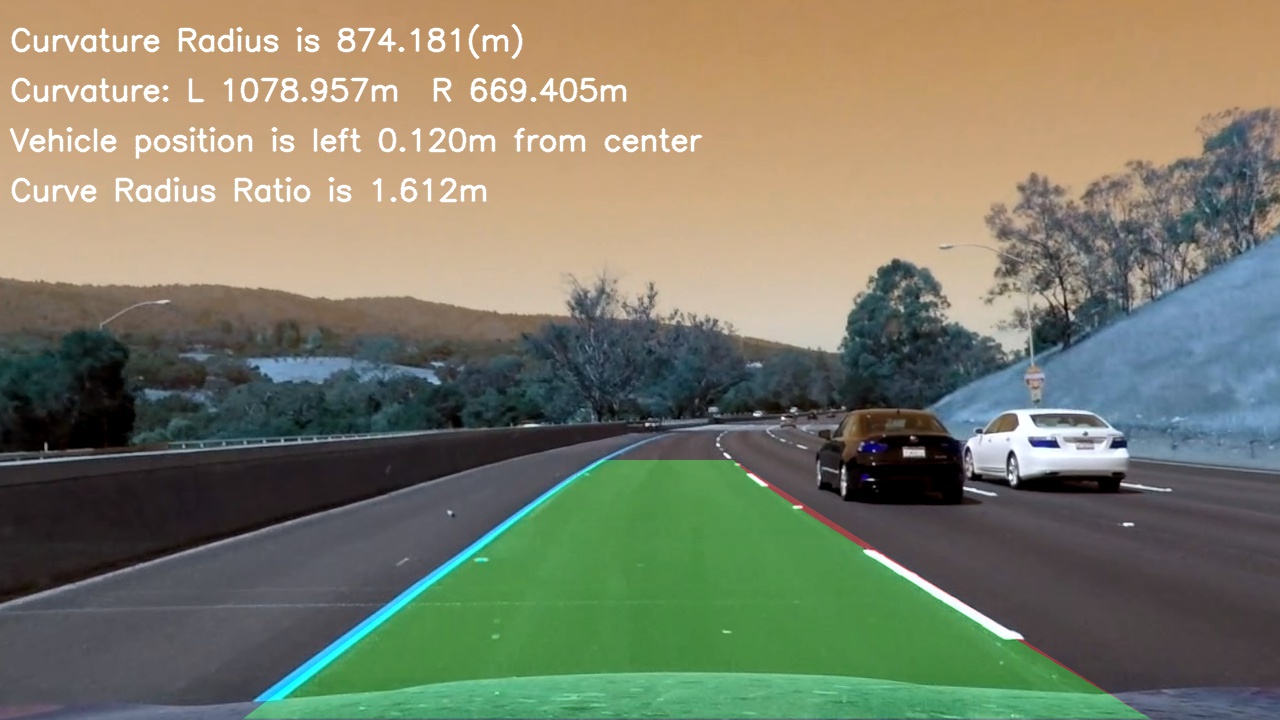 Curvature Radius is 874.181(m)
Curvature: L 1078.957m R 669.405m
Vehicle position is left 0.120m from center
Curve Radius Ratio is 1.612m